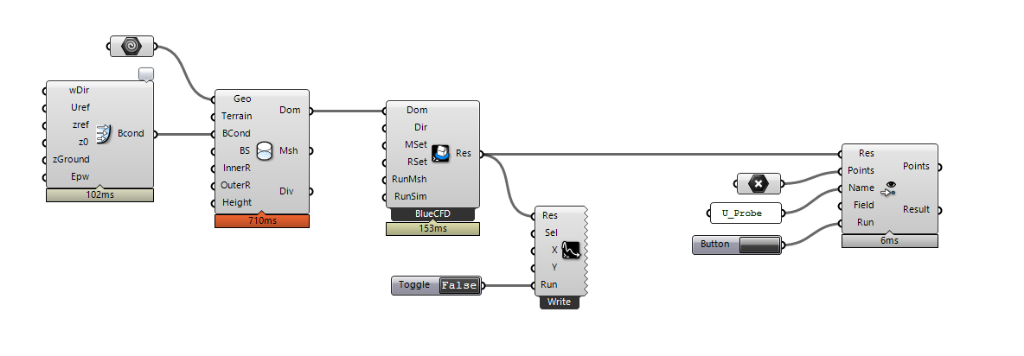 wDir
Uref
zref
z0
zGround
Epw
Bcond
102ms
Geo
Terrain
BCond
BS
InnerR
OuterR
Height
Dom
Msh
Div
710ms
Dom
Dir
MSet
RSet
RunMsh
RunSim
Res
BlueCFD
153ms
Toggle False
Res
Sel
X
Y
Run
Write
U_Probe
Button
Res
Points
Name
Field
Run
Points
Result
6ms